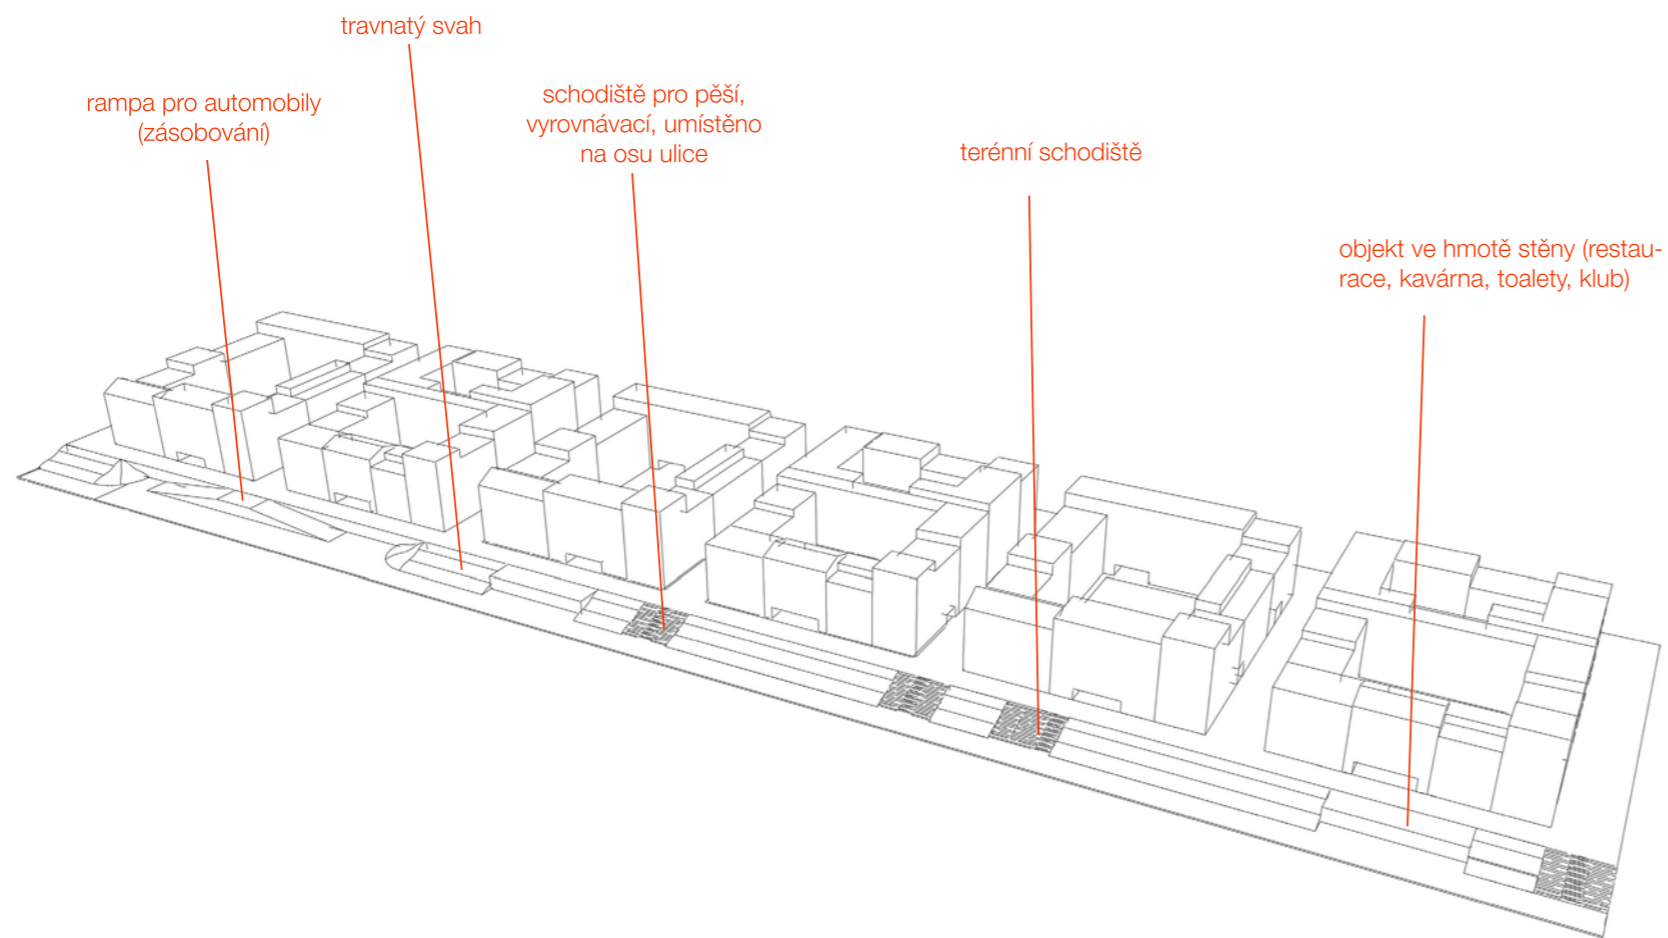 travnatý svah
rampa pro automobily
(zásobování)
schodiště pro pěší,
vyrovnávací, umístěno
na osu ulice
terénní schodiště
objekt ve hmotě stěny (restau-
race, kavárna, toalety, klub)